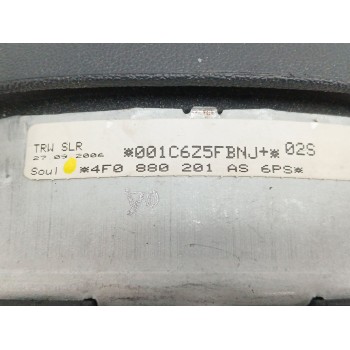 TRW SLR *001C6Z5FBNJ+* 02S
27 09 2006
Soul *4F0 880 201 AS 6PS*